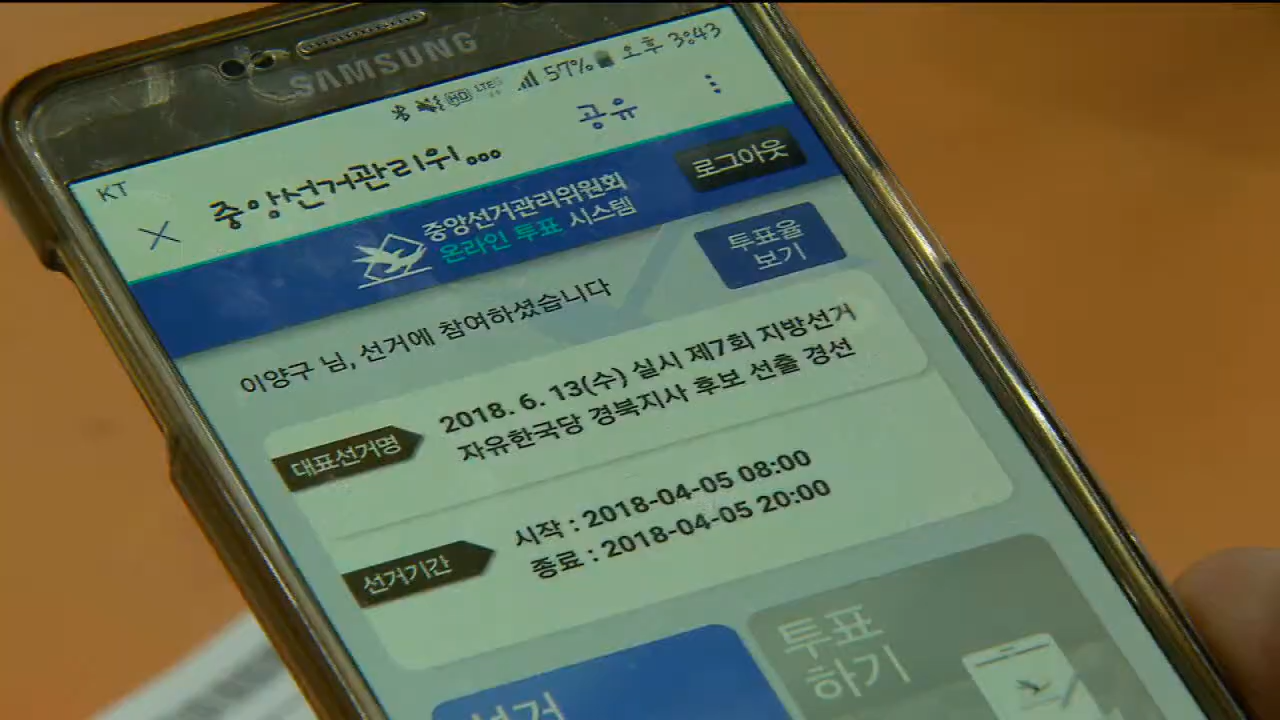 SAMSUNG
KT
HD LTE 57% 오후 3:43
중앙선거관리위...
공유
중앙선거관리위원회
온라인 투표 시스템
로그아웃
이양구 님, 선거에 참여하셨습니다
투표율
보기
대표선거명
2018. 6. 13(수) 실시 제7회 지방선거
자유한국당 경북지사 후보 선출 경선
선거기간
시작 : 2018-04-05 08:00
종료 : 2018-04-05 20:00
선거
투표
하기